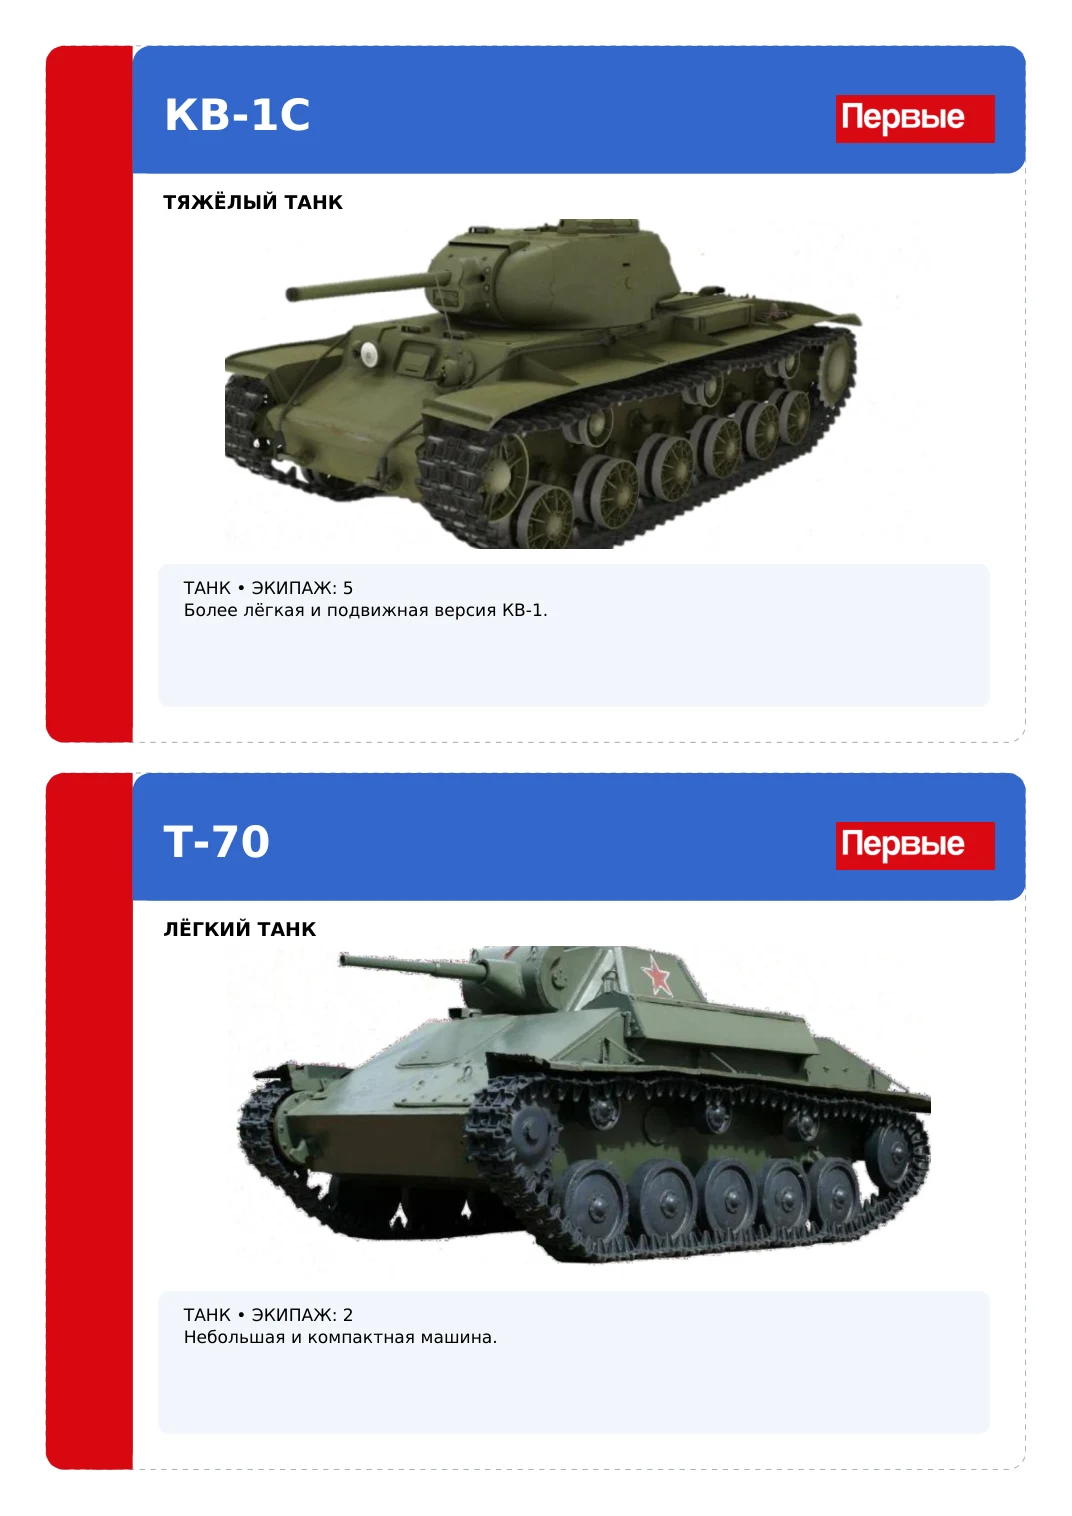 КВ-1С
Первые
ТЯЖЁЛЫЙ ТАНК
ТАНК • ЭКИПАЖ: 5
Более лёгкая и подвижная версия КВ-1.
Т-70
Первые
ЛЁГКИЙ ТАНК
ТАНК • ЭКИПАЖ: 2
Небольшая и компактная машина.